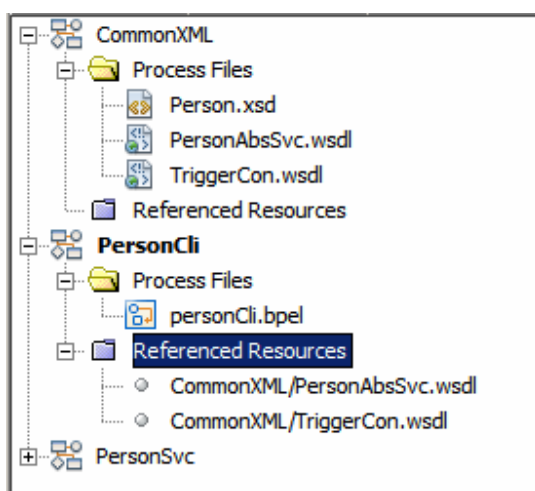 CommonXML
Process Files
Person.xsd
PersonAbsSvc.wsdl
TriggerCon.wsdl
Referenced Resources
PersonCli
Process Files
personCli.bpel
Referenced Resources
CommonXML/PersonAbsSvc.wsdl
CommonXML/TriggerCon.wsdl
PersonSvc